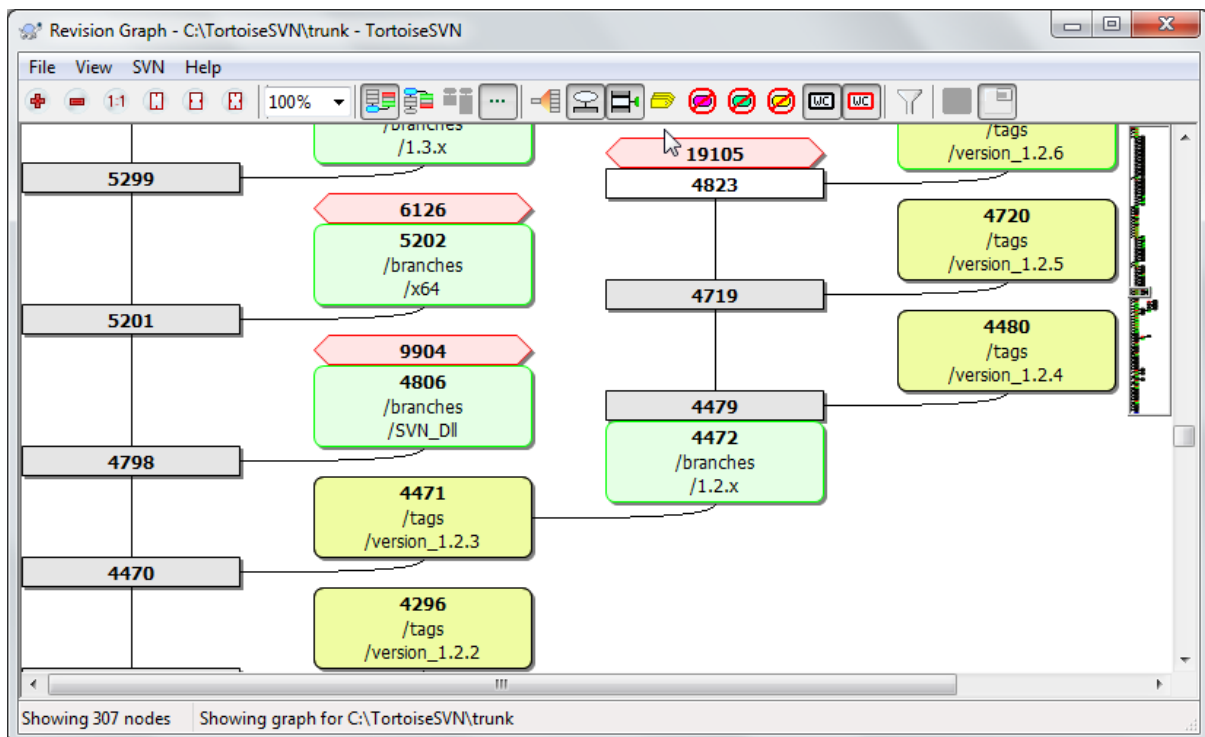 Revision Graph - C:\TortoiseSVN\trunk - TortoiseSVN
File View SVN Help
1:1 100% WC WC
/branches
/1.3.x
5299
6126
5202
/branches
/x64
5201
9904
4806
/branches
/SVN_Dll
4798
4471
/tags
/version_1.2.3
4470
4296
/tags
/version_1.2.2
19105
4823
4719
4479
4472
/branches
/1.2.x
/tags
/version_1.2.6
4720
/tags
/version_1.2.5
4480
/tags
/version_1.2.4
Showing 307 nodes Showing graph for C:\TortoiseSVN\trunk